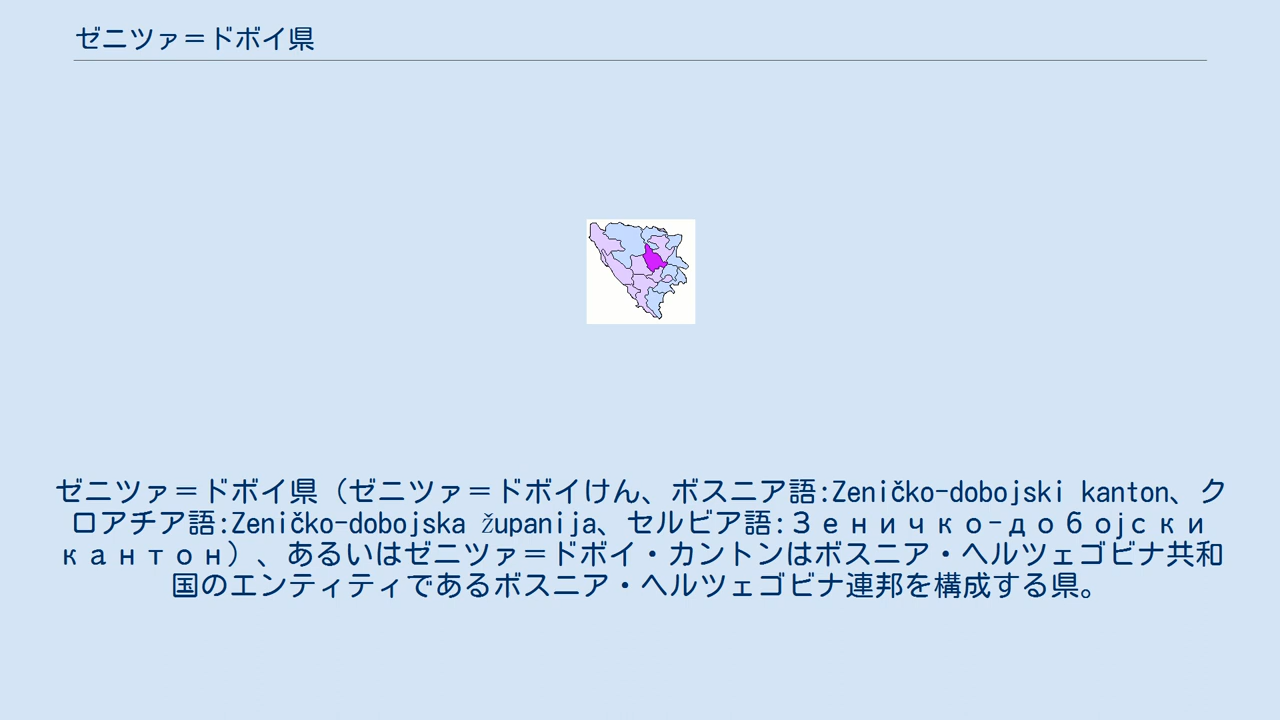 ゼニツァ＝ドボイ県
ゼニツァ＝ドボイ県（ゼニツァ＝ドボイけん、ボスニア語:Zeničko-dobojski kanton、ク
ロアチア語:Zeničko-dobojska županija、セルビア語:Зеничко-добојски
кантон）、あるいはゼニツァ＝ドボイ・カントンはボスニア・ヘルツェゴビナ共和
国のエンティティであるボスニア・ヘルツェゴビナ連邦を構成する県。